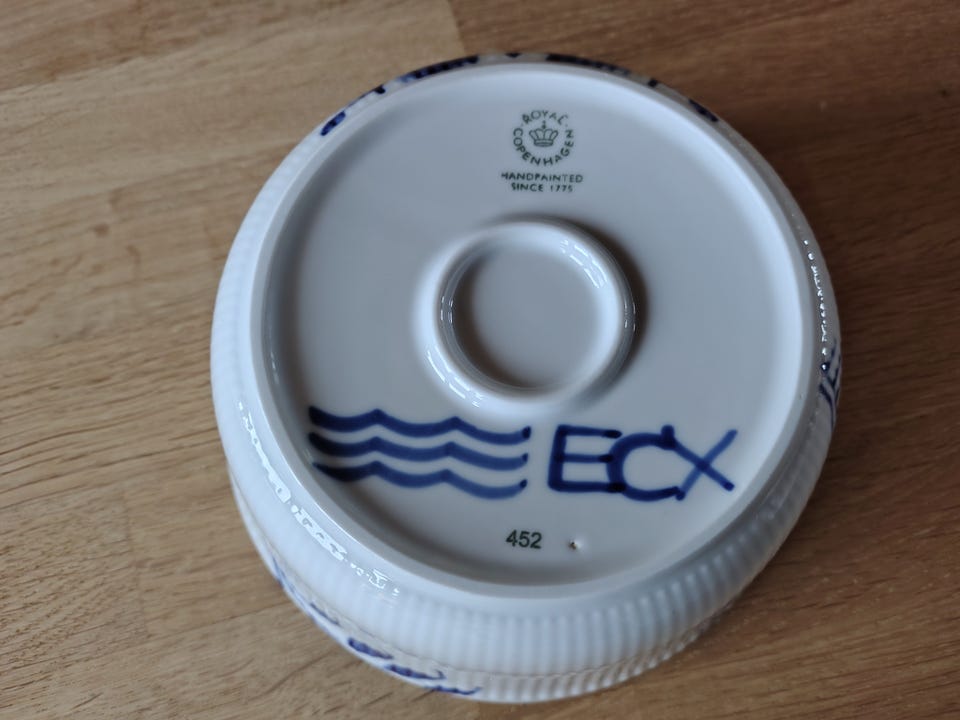 ROYAL COPENHAGEN
HANDPAINTED
SINCE 1775
ECX
452